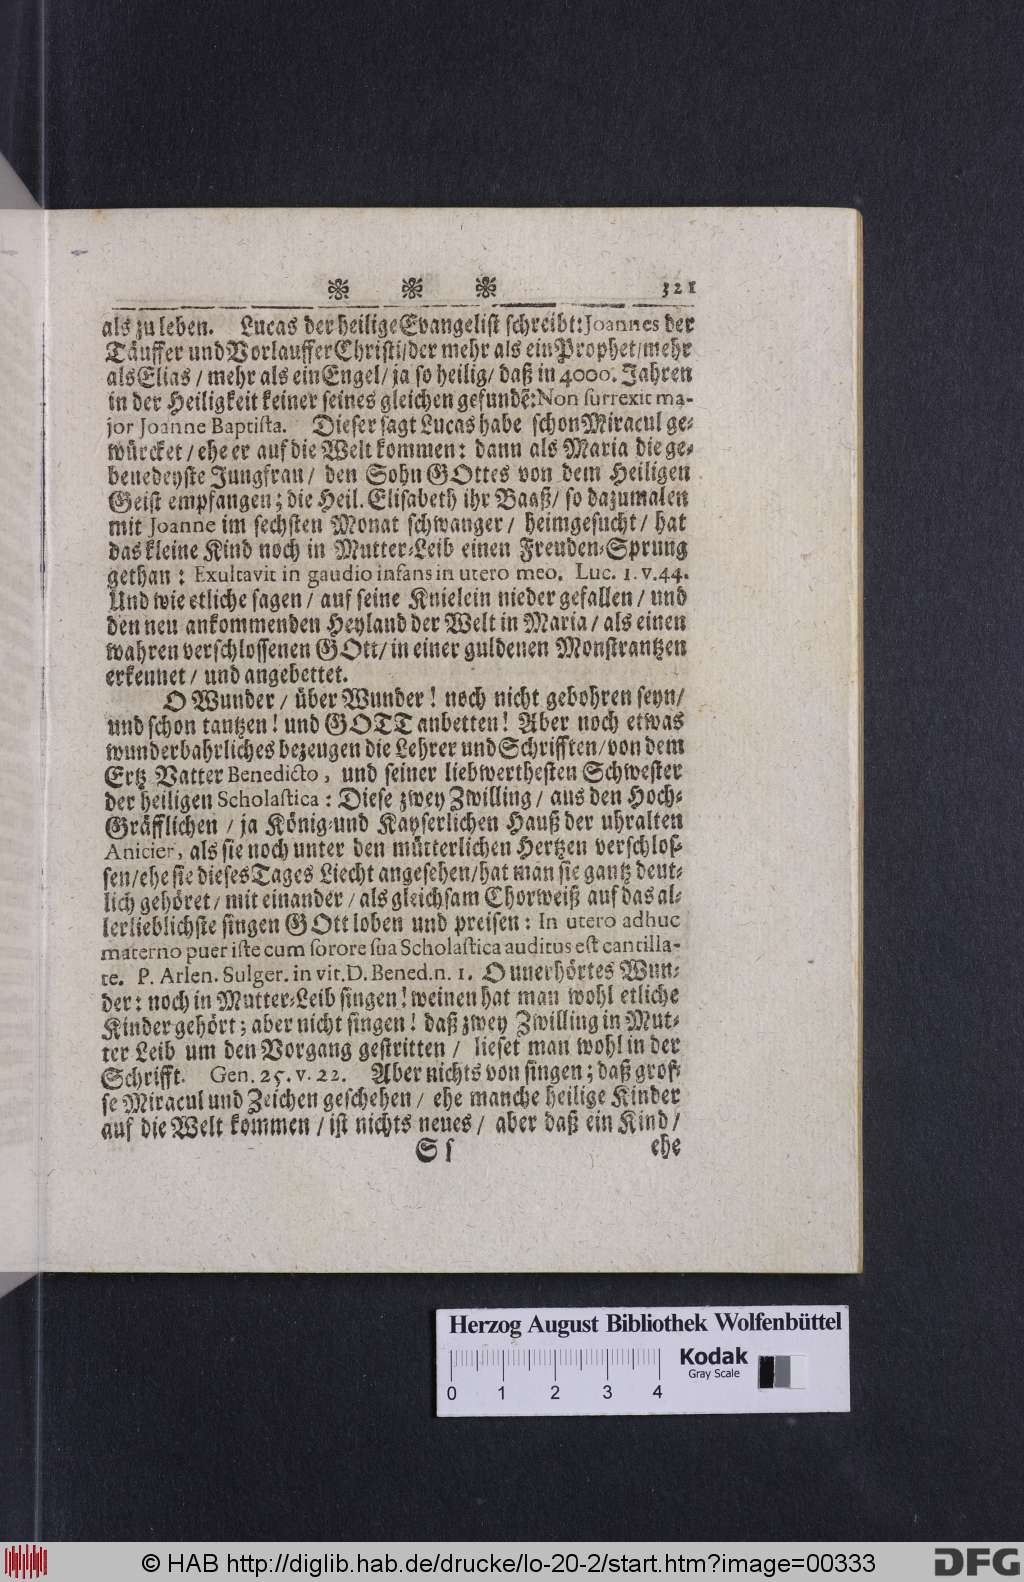 321
als zu leben. Lucas der heilige Evangelist schreibt: Joannes der
Täuffer und Vorlauffer Christi/ der mehr als ein Prophet/ mehr
als Elias / mehr als ein Engel/ ja so heilig/ daß in 4000. Jahren
in der Heiligkeit keiner seines gleichen gefundẽ: Non surrexit ma-
jor Joanne Baptista. Dieser sagt Lucas habe schon Miracul ge-
würcket / ehe er auf die Welt kommen: dann als Maria die ge-
benedeyste Jungfrau / den Sohn GOttes von dem Heiligen
Geist empfangen; die Heil. Elisabeth ihr Baaß/ so dazumalen
mit Joanne im sechsten Monat schwanger / heimgesucht / hat
das kleine Kind noch in Mutter-Leib einen Freuden-Sprung
gethan: Exultavit in gaudio infans in utero meo. Luc. 1. v. 44.
Und wie etliche sagen / auf seine Knielein nieder gefallen / und
den neu ankommenden Heyland der Welt in Maria / als einen
wahren verschlossenen GOtt/ in einer guldenen Monstrantzen
erkennet / und angebettet.
O Wunder / über Wunder! noch nicht gebohren seyn/
und schon tantzen! und GOTT anbetten! Aber noch etwas
wunderbahrliches bezeugen die Lehrer und Schrifften/ von dem
Ertz Vatter Benedicto, und seiner liebwerthesten Schwester
der heiligen Scholastica: Diese zwey Zwilling / aus den Hoch-
Gräfflichen / ja König-und Kayserlichen Hauß der uhralten
Anicier, als sie noch unter den mütterlichen Hertzen verschlos-
sen/ ehe sie dieses Tages Liecht angesehen/ hat man sie gantz deut-
lich gehöret/ mit einander / als gleichsam Chorweiß auf das al-
lerlieblichste singen GOtt loben und preisen: In utero adhuc
materno puer iste cum sorore sua Scholastica auditus est cantilla-
te. P. Arlen. Sulger. in vit. D. Bened. n. 1. O unerhörtes Wun-
der: noch in Mutter-Leib singen! weinen hat man wohl etliche
Kinder gehört; aber nicht singen! daß zwey Zwilling in Mut-
ter Leib um den Vorgang gestritten / lieset man wohl in der
Schrifft. Gen. 25. v. 22. Aber nichts von singen; daß gros-
se Miracul und Zeichen geschehen / ehe manche heilige Kinder
auf die Welt kommen / ist nichts neues / aber daß ein Kind /
Ss ehe
Herzog August Bibliothek Wolfenbüttel
Kodak
Gray Scale
0 1 2 3 4
© HAB http://diglib.hab.de/drucke/lo-20-2/start.htm?image=00333
DFG